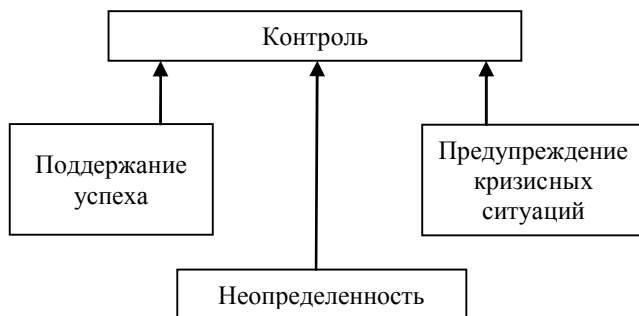 Контроль
Поддержание
успеха
Предупреждение
кризисных
ситуаций
Неопределенность